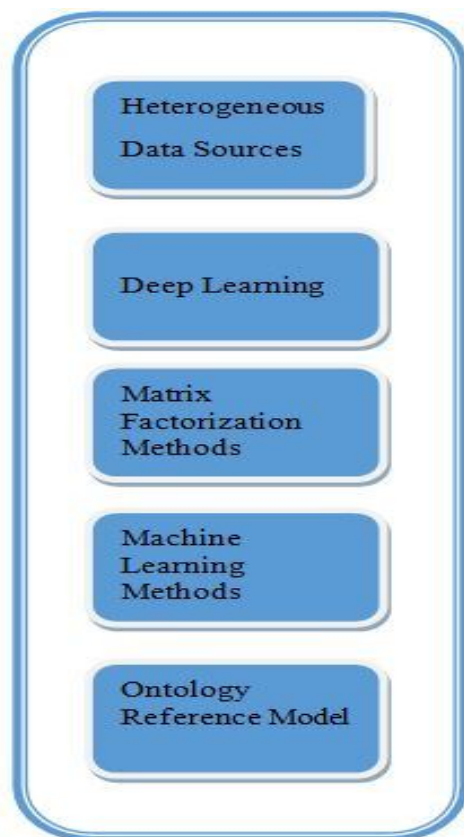 Heterogeneous
Data Sources
Deep Learning
Matrix
Factorization
Methods
Machine
Learning
Methods
Ontology
Reference Model